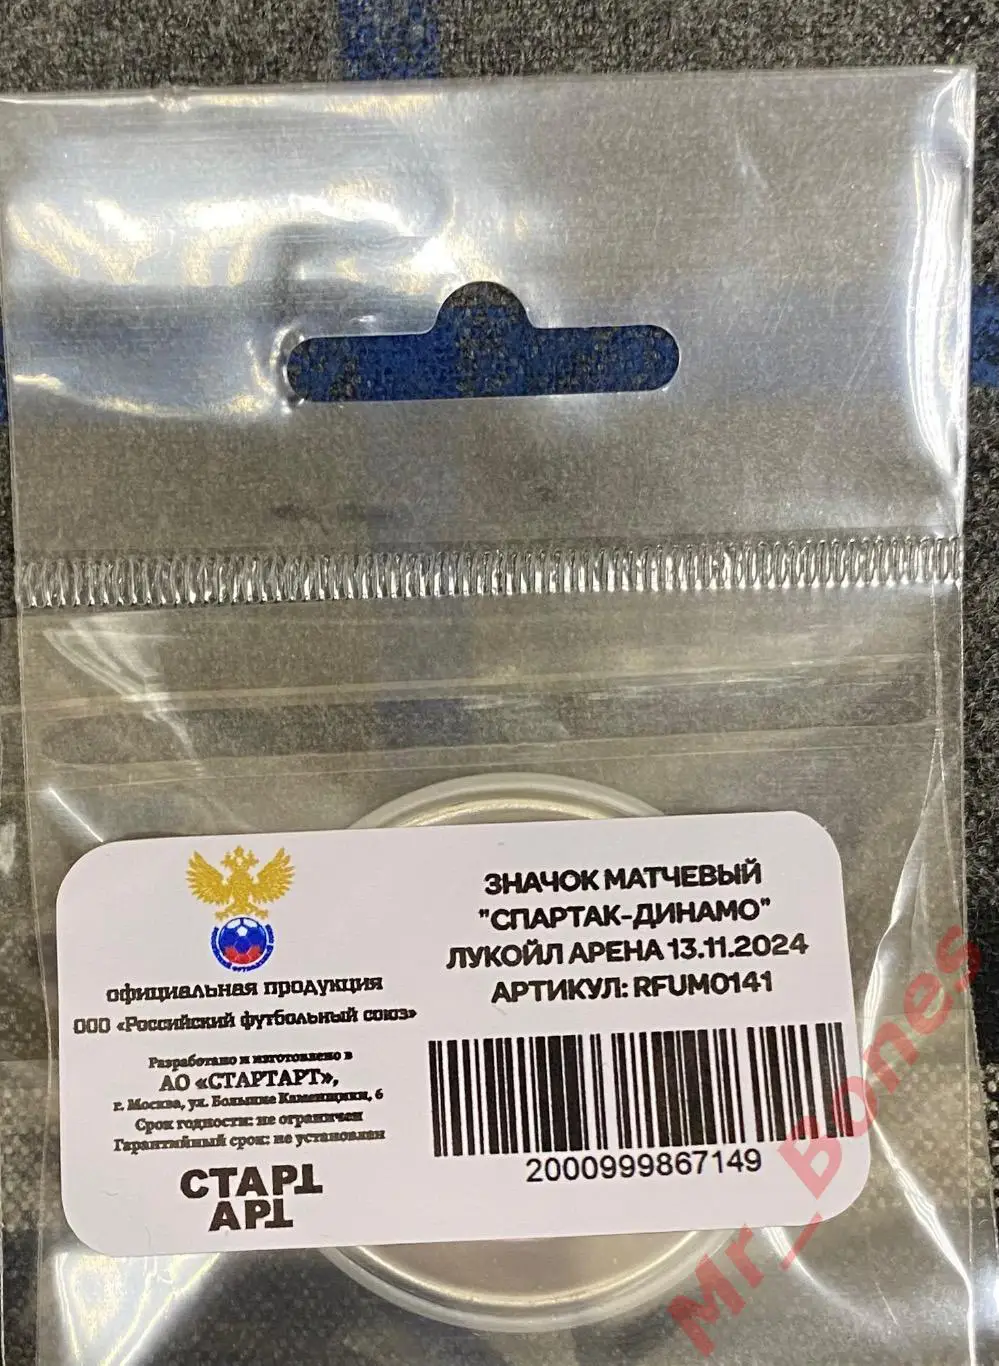 официальная продукция
ООО «Российский футбольный союз»
Разработано и изготовлено в
АО «СТАРТАРТ»,
г. Москва, ул. Большие Каменщики, 6
Срок годности: не ограничен
Гарантийный срок: не установлен
СТАРТ
АРТ
ЗНАЧОК МАТЧЕВЫЙ
"СПАРТАК-ДИНАМО"
ЛУКОЙЛ АРЕНА 13.11.2024
АРТИКУЛ: RFUM0141
2000999867149
Mr_Bones